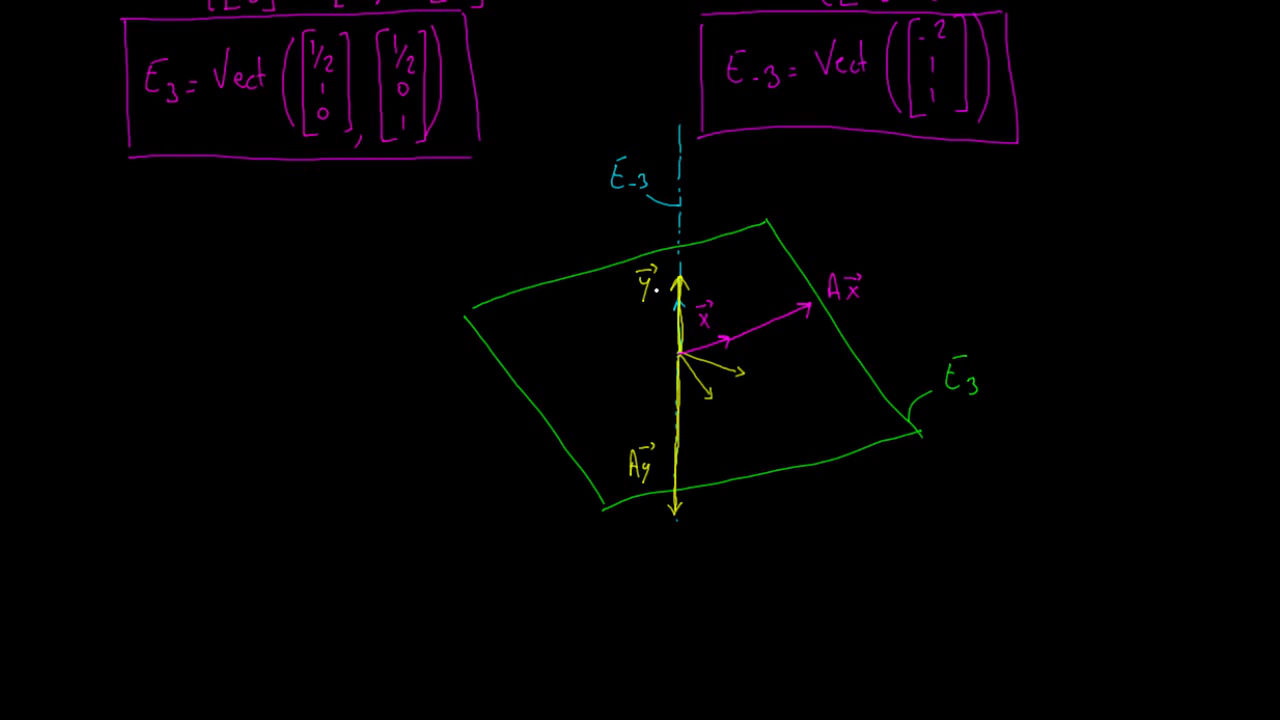 E₃ = Vect ([1/2 1 0], [1/2 0 1])
E₋₃ = Vect ([-2 1 1])
E₋₃
y⃗
x⃗
Ax⃗
E₃
Ay⃗